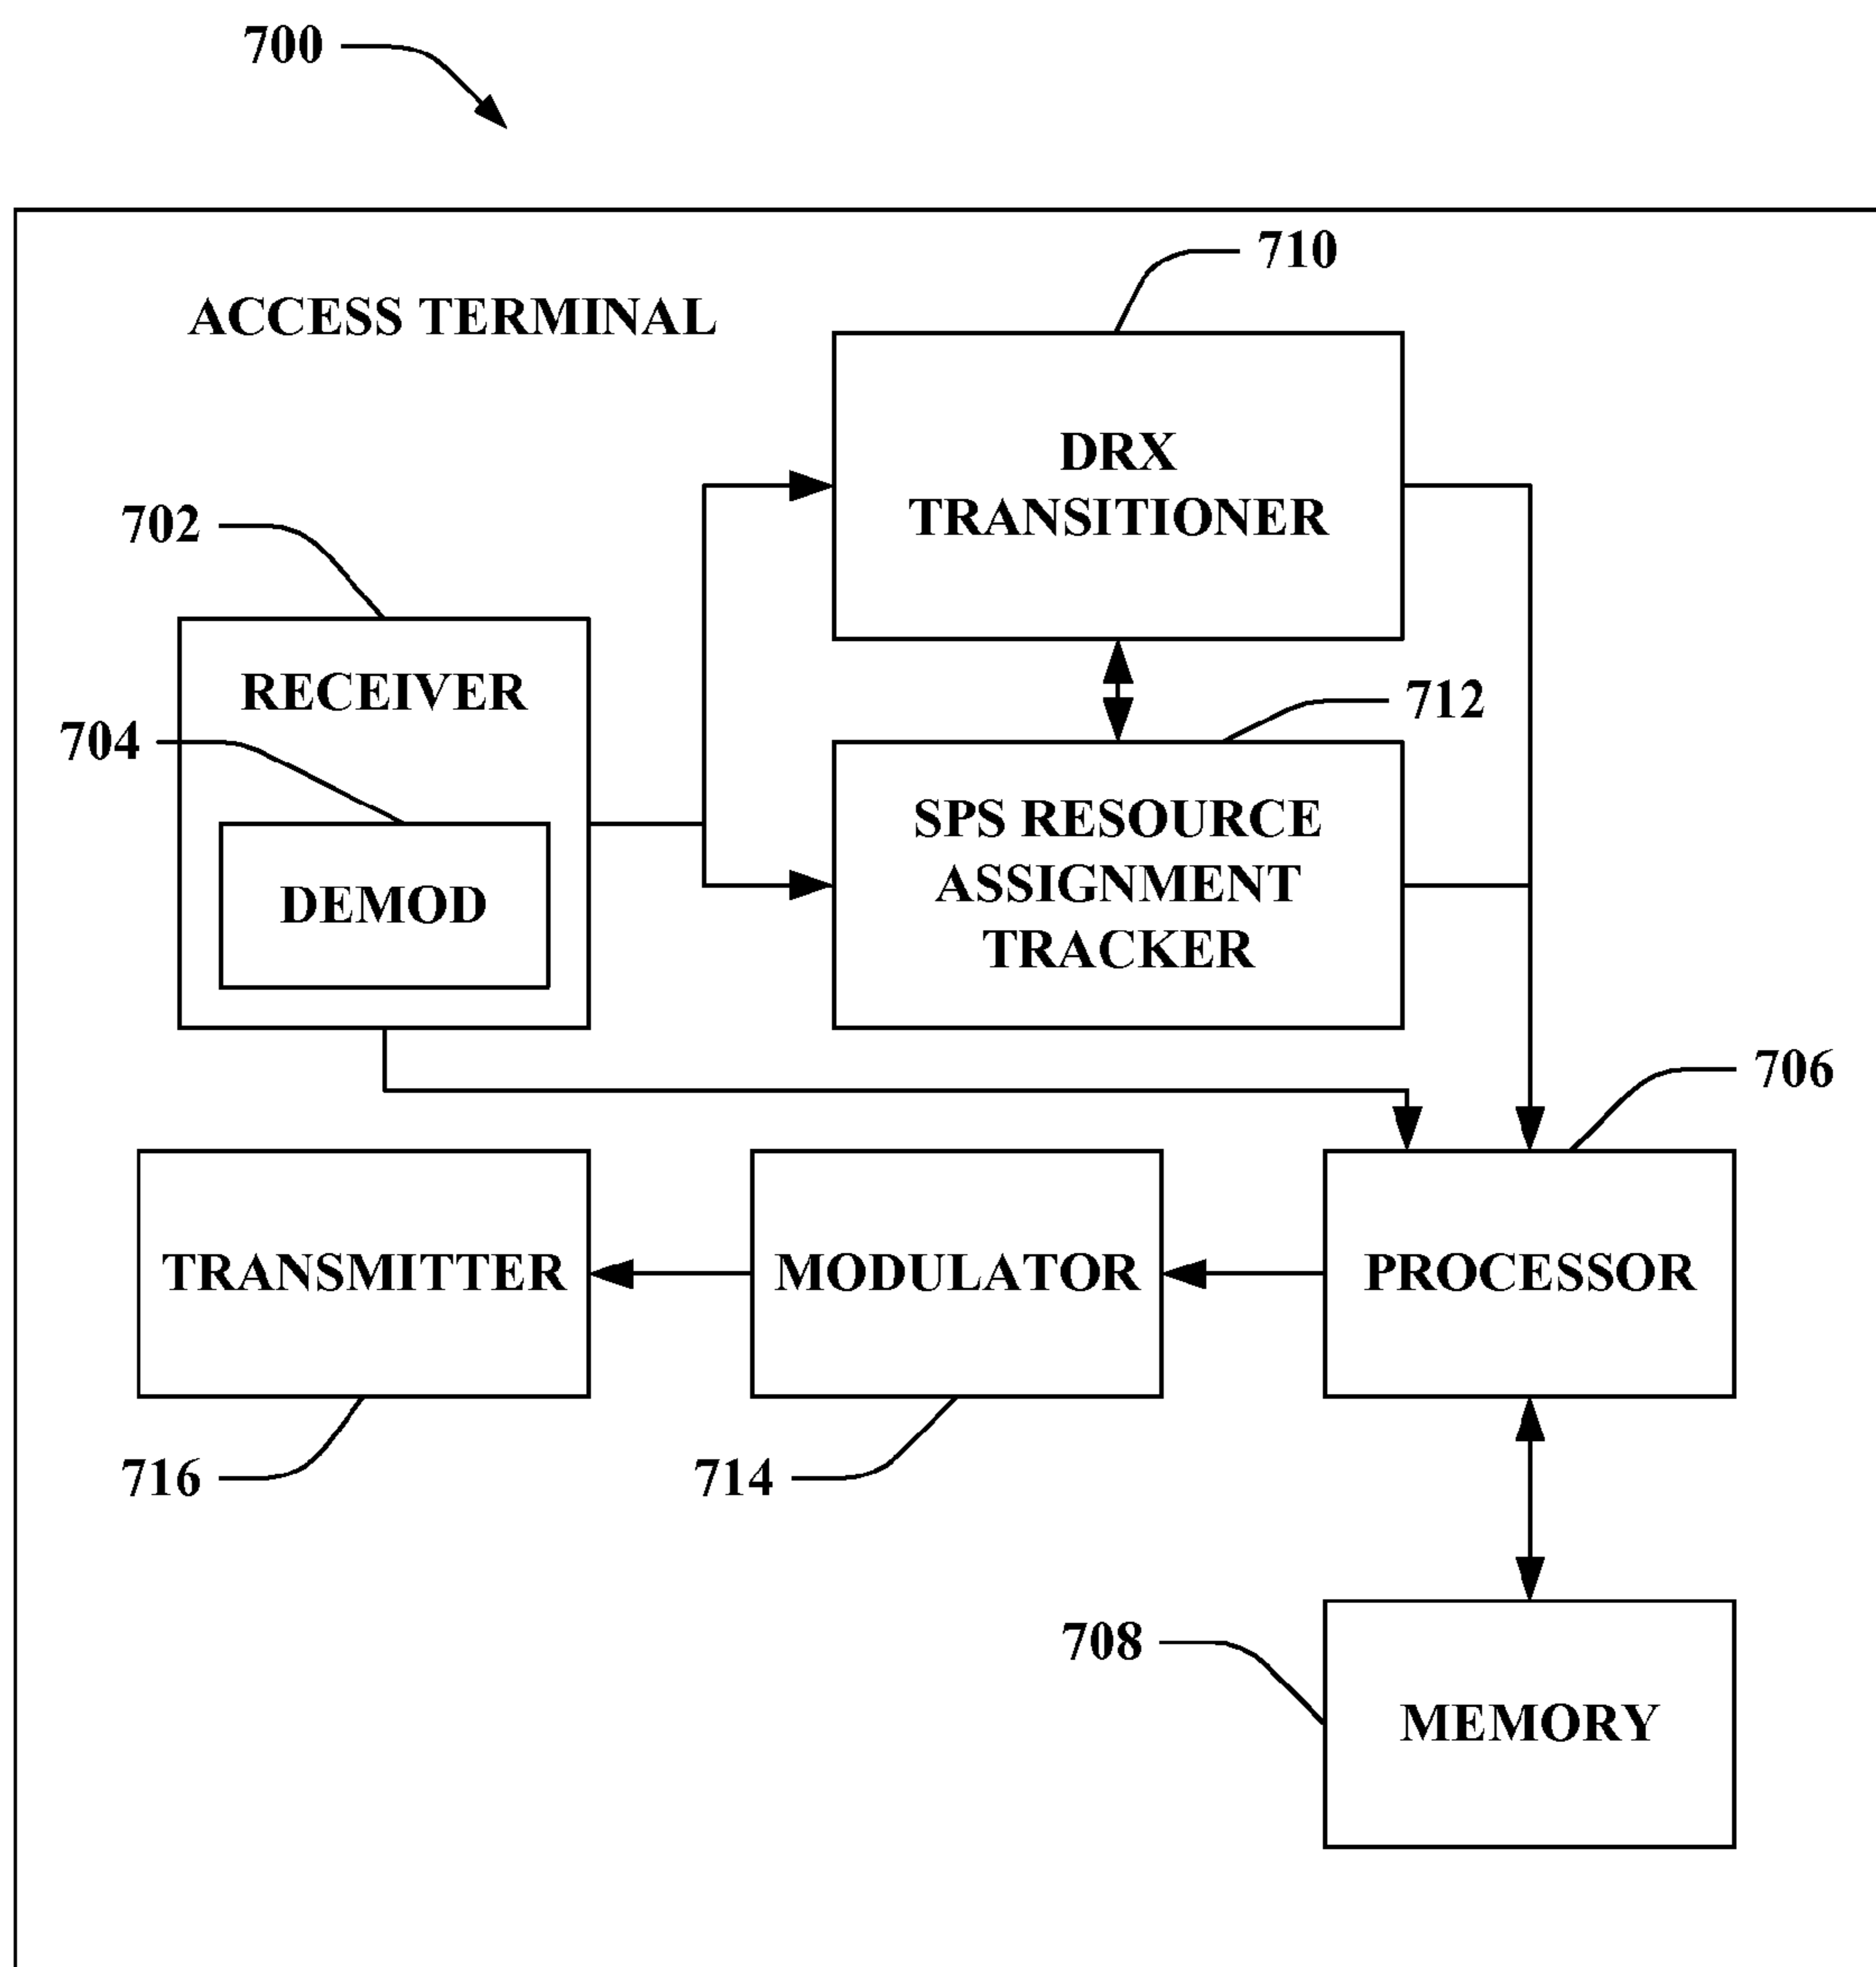 700
710
ACCESS TERMINAL
DRX
TRANSITIONER
702
RECEIVER
712
704
SPS RESOURCE
ASSIGNMENT
TRACKER
DEMOD
706
TRANSMITTER
MODULATOR
PROCESSOR
716
714
708
MEMORY